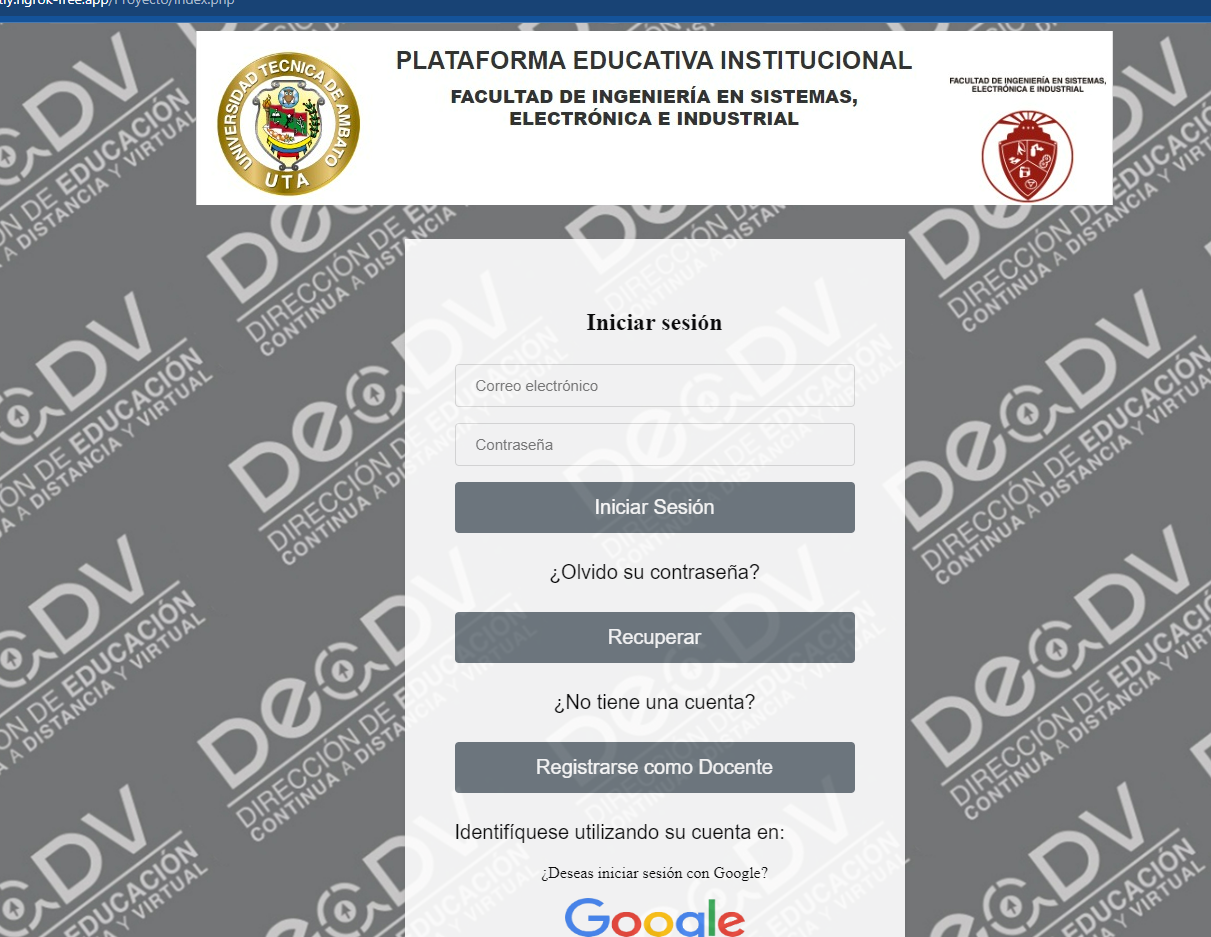 tly.ngrok-free.app/Proyecto/index.php
UNIVERSIDAD TECNICA DE AMBATO
UTA
PLATAFORMA EDUCATIVA INSTITUCIONAL
FACULTAD DE INGENIERÍA EN SISTEMAS,
ELECTRÓNICA E INDUSTRIAL
FACULTAD DE INGENIERÍA EN SISTEMAS,
ELECTRÓNICA E INDUSTRIAL
Iniciar sesión
Correo electrónico
Contraseña
Iniciar Sesión
¿Olvido su contraseña?
Recuperar
¿No tiene una cuenta?
Registrarse como Docente
Identifíquese utilizando su cuenta en:
¿Deseas iniciar sesión con Google?
Google
DeaDV
DIRECCIÓN DE EDUCACIÓN
CONTINUA A DISTANCIA Y VIRTUAL